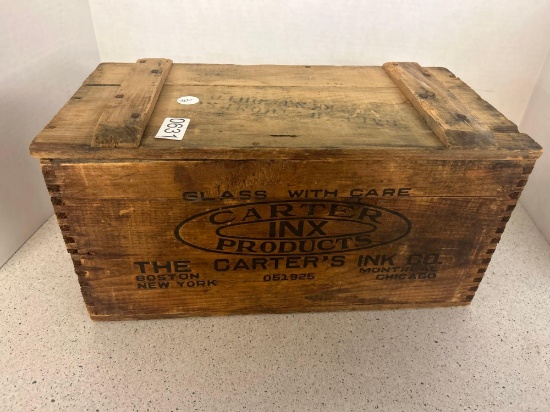 0631
GLASS WITH CARE
CARTER
INX
PRODUCTS
THE CARTER'S INK CO.
BOSTON MONTREAL
NEW YORK 051925 CHICAGO